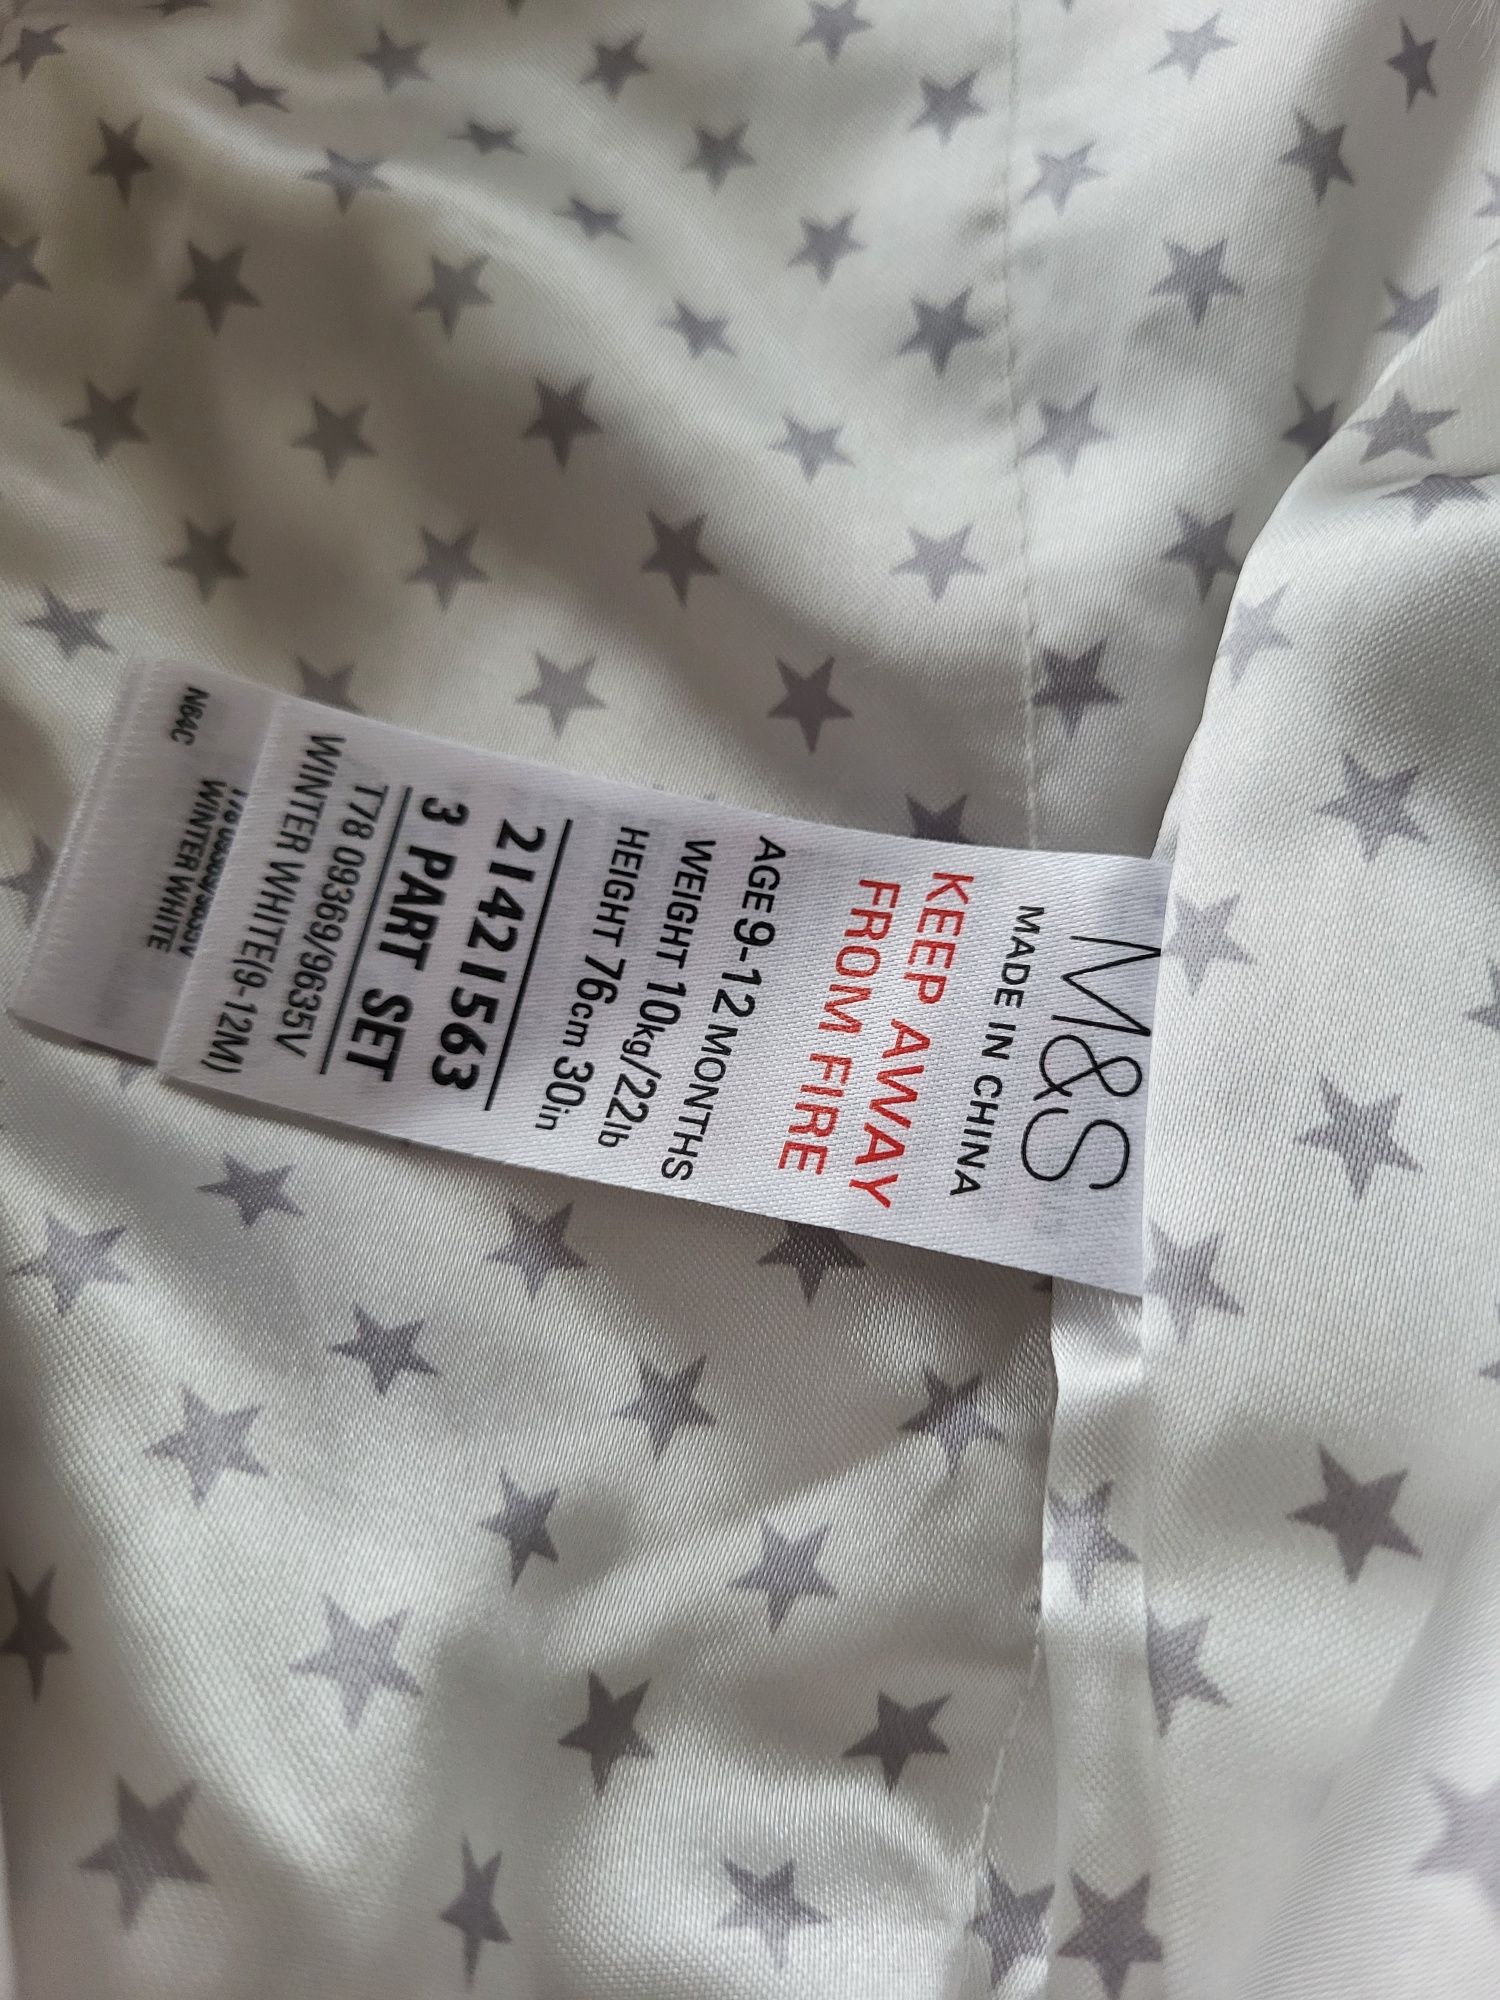 M&S
MADE IN CHINA
KEEP AWAY
FROM FIRE
AGE 9-12 MONTHS
WEIGHT 10kg/22lb
HEIGHT 76cm 30in
21421563
3 PART SET
T78 09369/9635V
WINTER WHITE(9-12M)
WINTER WHITE
N64C